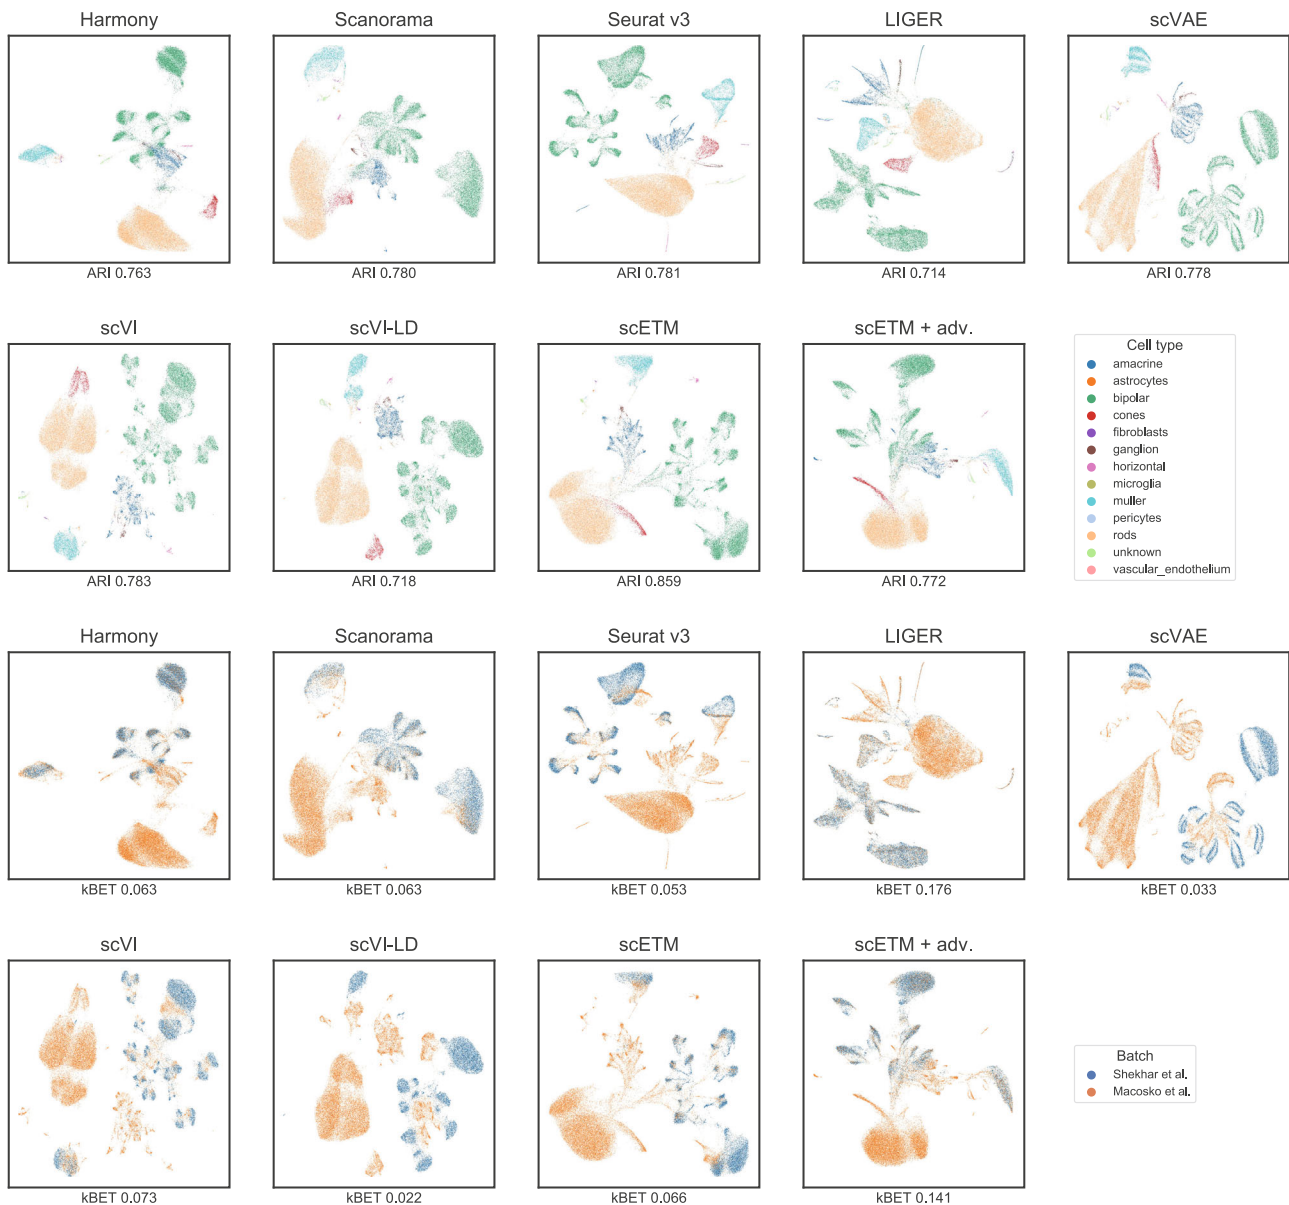 Harmony
Scanorama
Seurat v3
LIGER
scVAE
ARI 0.763
ARI 0.780
ARI 0.781
ARI 0.714
ARI 0.778
scVI
scVI-LD
scETM
scETM + adv.
Cell type
amacrine
astrocytes
bipolar
cones
fibroblasts
ganglion
horizontal
microglia
muller
pericytes
rods
unknown
vascular_endothelium
ARI 0.783
ARI 0.718
ARI 0.859
ARI 0.772
Harmony
Scanorama
Seurat v3
LIGER
scVAE
kBET 0.063
kBET 0.063
kBET 0.053
kBET 0.176
kBET 0.033
scVI
scVI-LD
scETM
scETM + adv.
Batch
Shekhar et al.
Macosko et al.
kBET 0.073
kBET 0.022
kBET 0.066
kBET 0.141